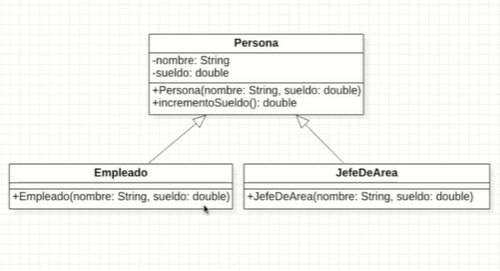 Persona
-nombre: String
-sueldo: double
+Persona(nombre: String, sueldo: double)
+incrementoSueldo(): double
Empleado
+Empleado(nombre: String, sueldo: double)
JefeDeArea
+JefeDeArea(nombre: String, sueldo: double)